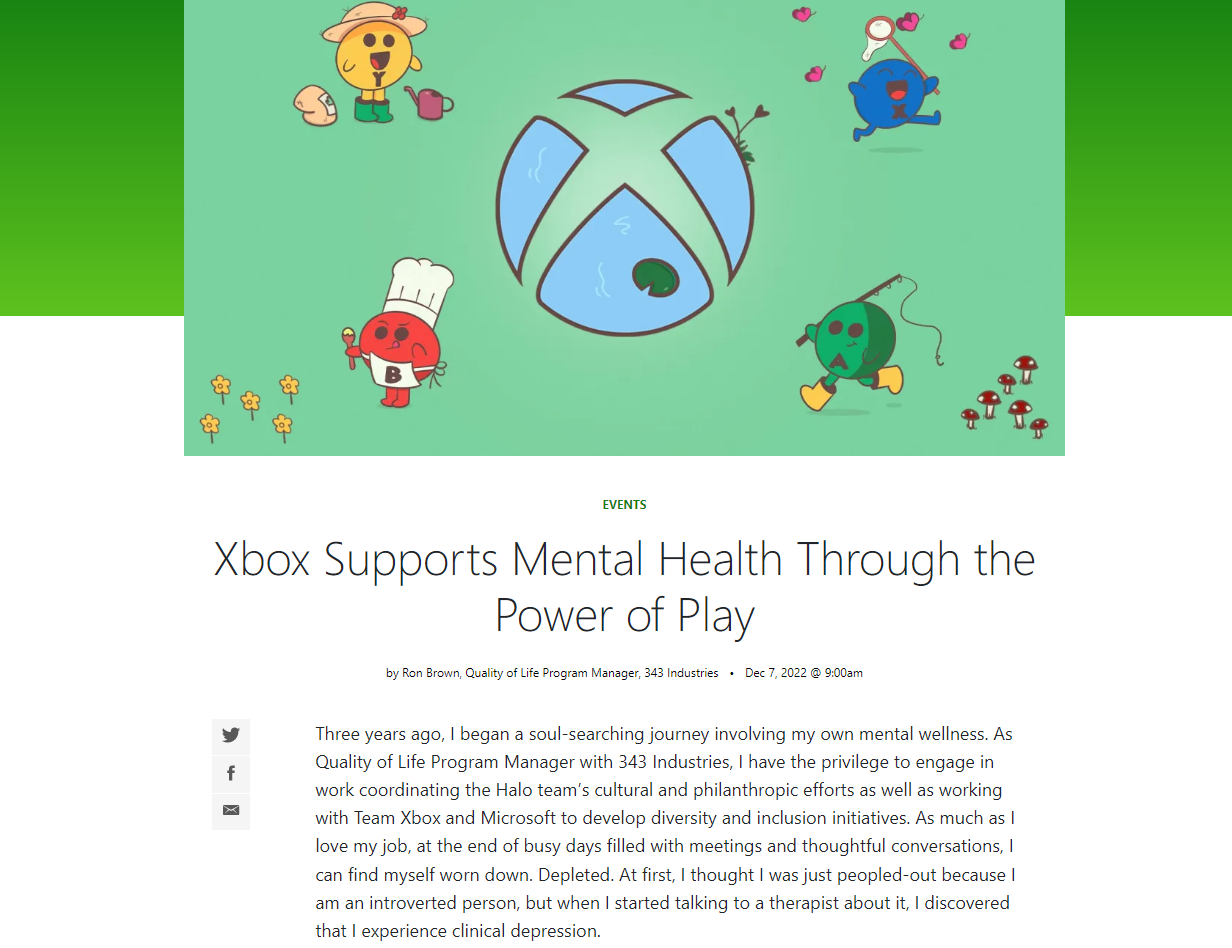 Y
X
B
A
EVENTS
Xbox Supports Mental Health Through the
Power of Play
by Ron Brown, Quality of Life Program Manager, 343 Industries • Dec 7, 2022 @ 9:00am
Three years ago, I began a soul-searching journey involving my own mental wellness. As
Quality of Life Program Manager with 343 Industries, I have the privilege to engage in
work coordinating the Halo team’s cultural and philanthropic efforts as well as working
with Team Xbox and Microsoft to develop diversity and inclusion initiatives. As much as I
love my job, at the end of busy days filled with meetings and thoughtful conversations, I
can find myself worn down. Depleted. At first, I thought I was just peopled-out because I
am an introverted person, but when I started talking to a therapist about it, I discovered
that I experience clinical depression.